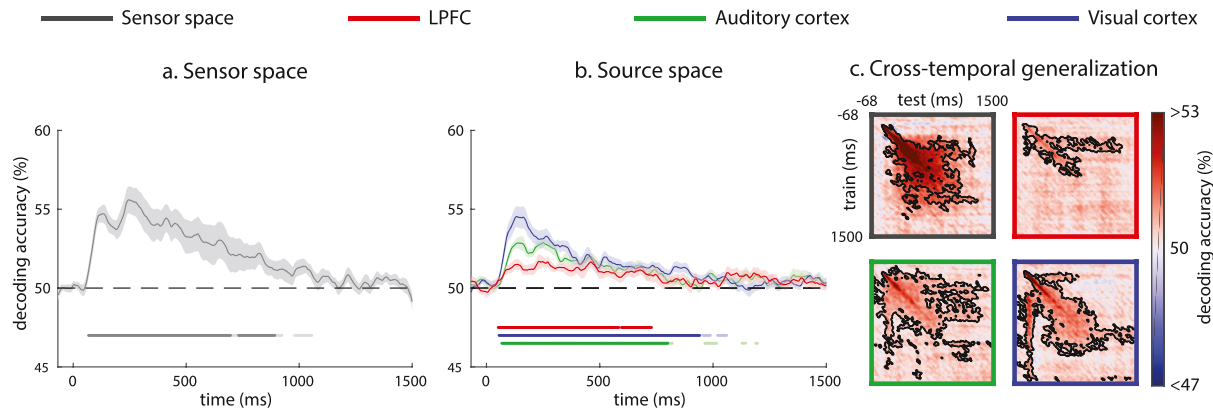 Sensor space LPFC Auditory cortex Visual cortex
a. Sensor space
b. Source space
c. Cross-temporal generalization
60
55
50
45
decoding accuracy (%)
0 500 1000 1500
time (ms)
60
55
50
45
0 500 1000 1500
time (ms)
-68 test (ms) 1500
-68
train (ms)
1500
>53
50
<47
decoding accuracy (%)